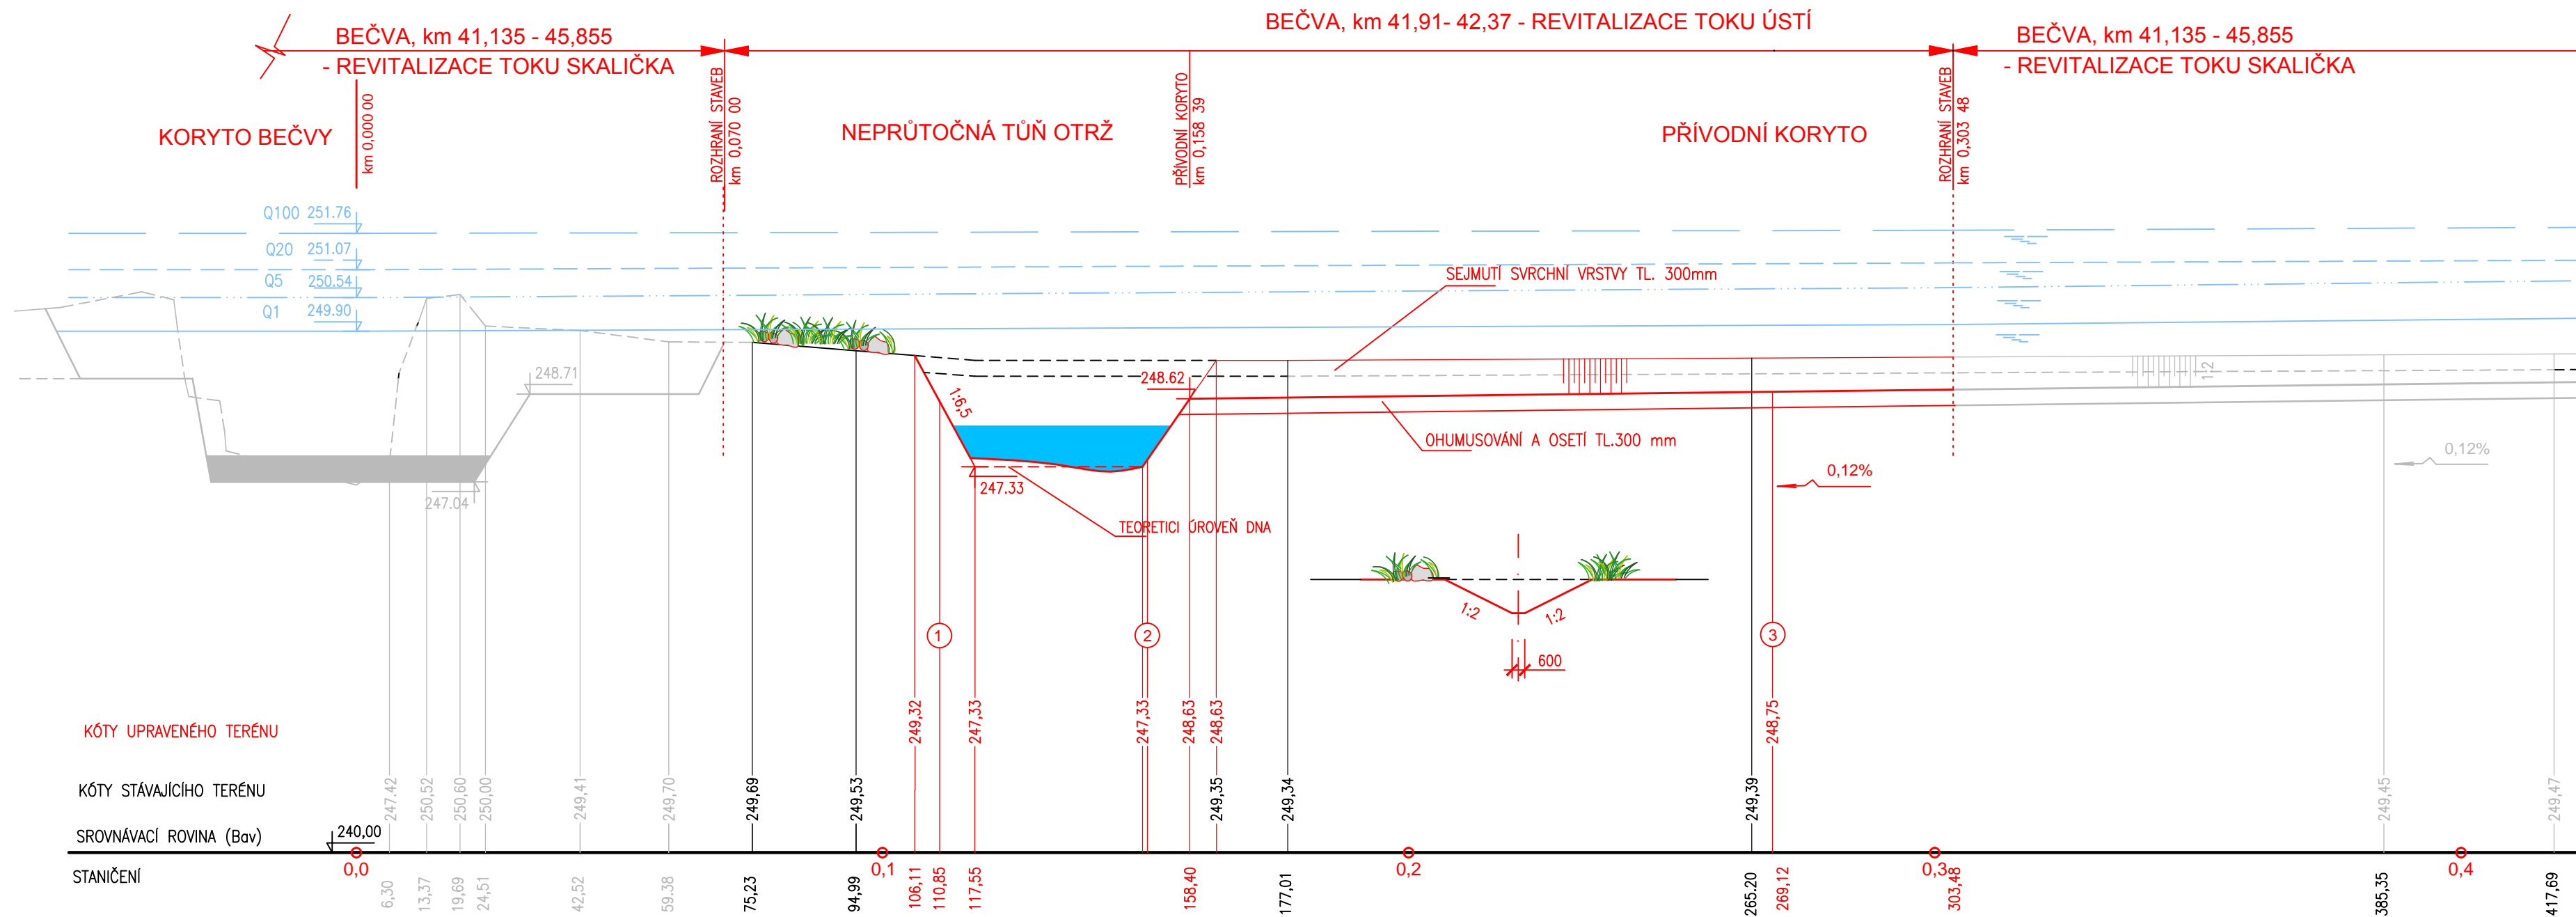 BEČVA, km 41,135 - 45,855
- REVITALIZACE TOKU SKALIČKA
BEČVA, km 41,91- 42,37 - REVITALIZACE TOKU ÚSTÍ
BEČVA, km 41,135 - 45,855
- REVITALIZACE TOKU SKALIČKA
KORYTO BEČVY
km 0,000 00
ROZHRANÍ STAVEB
km 0,070 00
NEPRŮTOČNÁ TŮŇ OTRŽ
PŘÍVODNÍ KORYTO
km 0,158 39
PŘÍVODNÍ KORYTO
ROZHRANÍ STAVEB
km 0,303 48
Q100 251.76
Q20 251.07
Q5 250.54
Q1 249.90
SEJMUTÍ SVRCHNÍ VRSTVY TL. 300mm
248.71
248.62
1:2
1:6,5
OHUMUSOVÁNÍ A OSETÍ TL.300 mm
0,12%
0,12%
247.04
247.33
TEORETICI ÚROVEŇ DNA
1:2
1:2
600
1
2
3
KÓTY UPRAVENÉHO TERÉNU
249,32
247,33
247,33
248,63
248,63
248,75
KÓTY STÁVAJÍCÍHO TERÉNU
247.42
250,52
250,60
250,00
249,41
249,70
249,69
249,53
249,35
249,34
249,39
249,45
249,47
SROVNÁVACÍ ROVINA (Bav)
240,00
0,0
0,1
0,2
0,3
0,4
STANIČENÍ
6,30
13,37
19,69
24,51
42,52
59.38
75,23
94,99
106,11
110,85
117,55
158,40
177,01
265.20
269,12
303,48
385,35
417,69